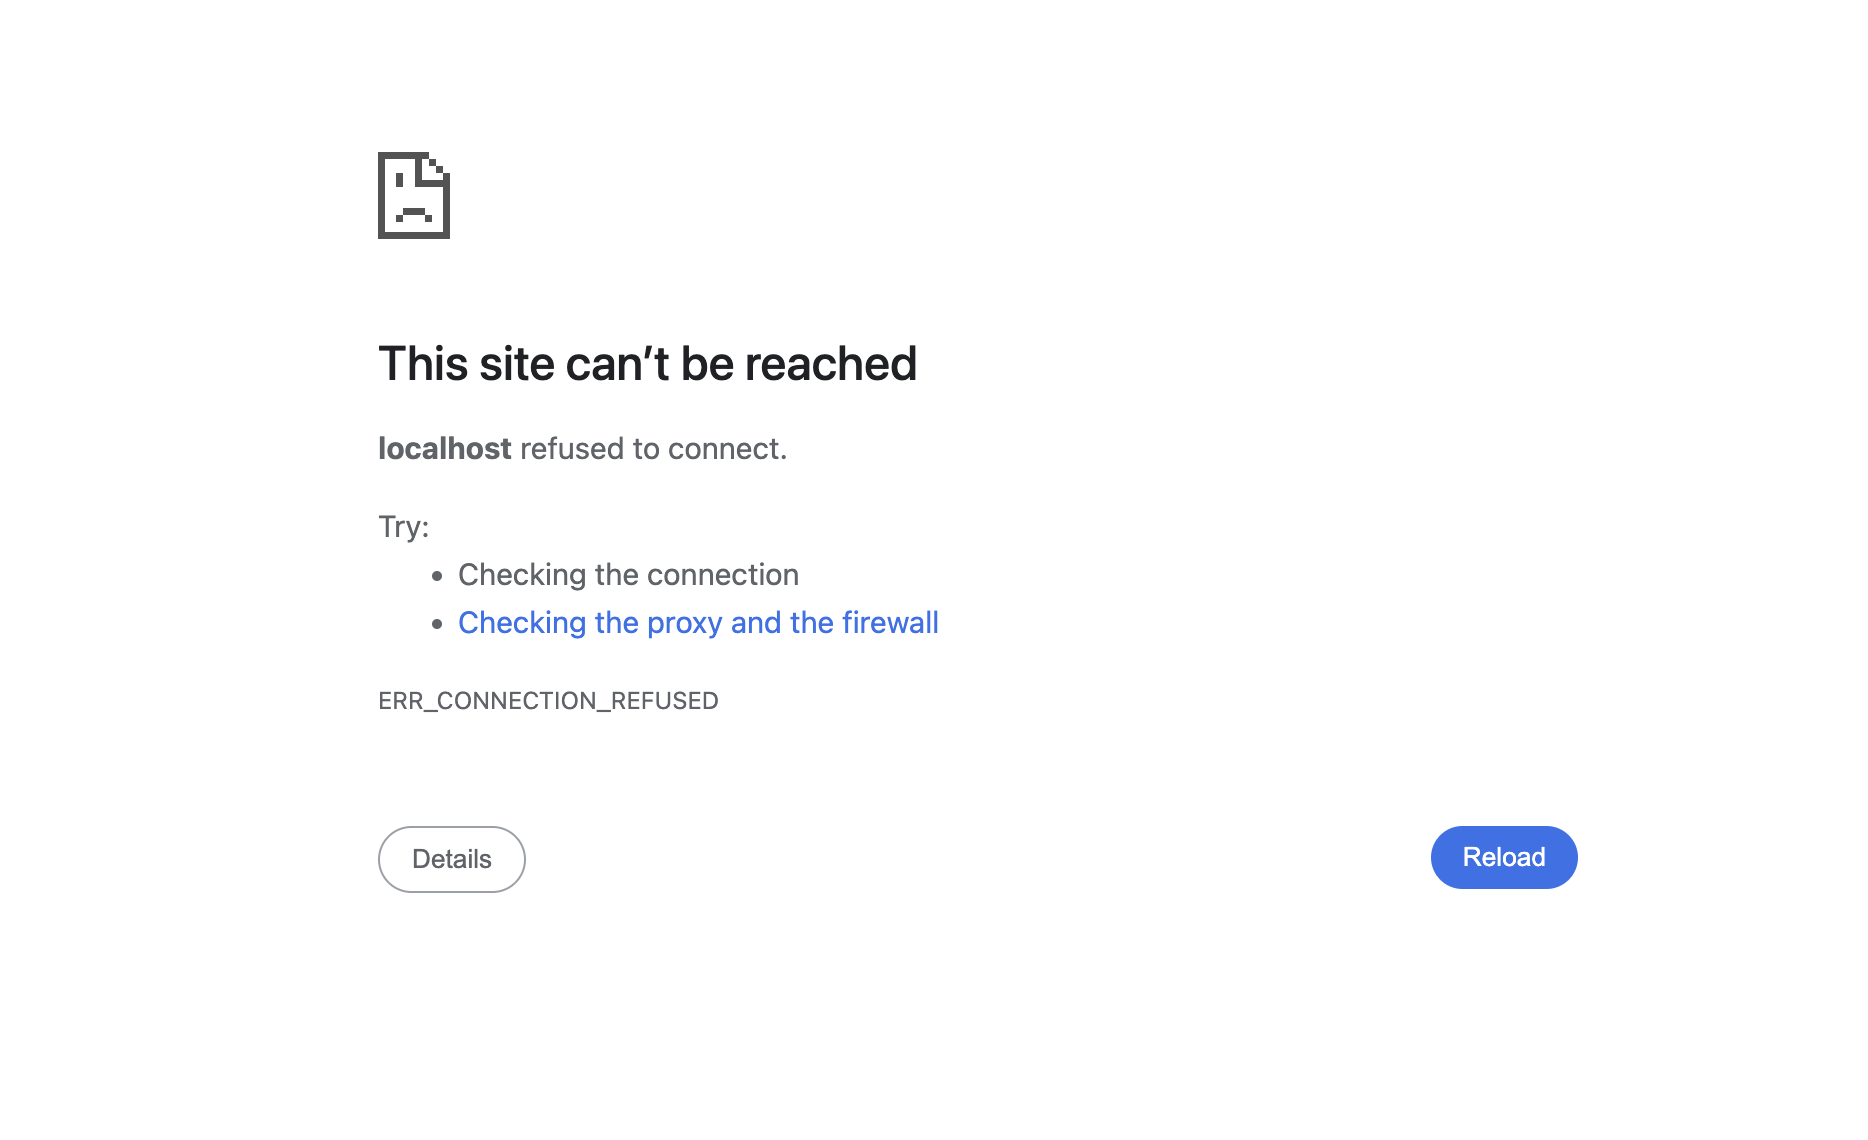 This site can’t be reached
localhost refused to connect.
Try:
• Checking the connection
• Checking the proxy and the firewall
ERR_CONNECTION_REFUSED
Details
Reload